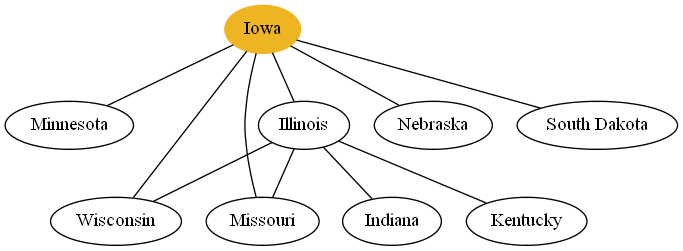 Iowa
Minnesota
Illinois
Nebraska
South Dakota
Wisconsin
Missouri
Indiana
Kentucky